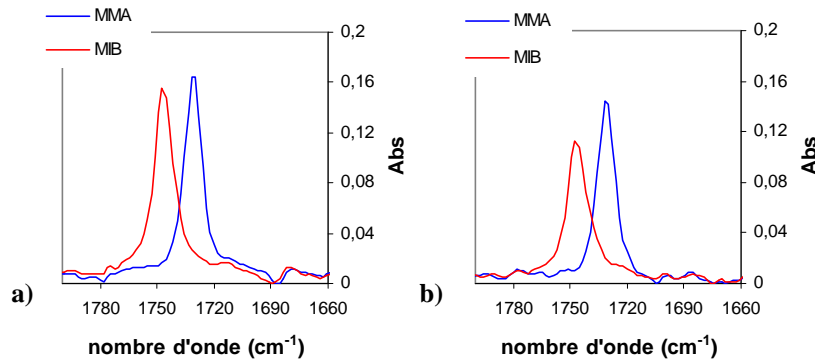 MMA
MIB
0,2
0,16
0,12
0,08
0,04
0
Abs
1780 1750 1720 1690 1660
nombre d'onde (cm-1)
a)
MMA
MIB
0,2
0,16
0,12
0,08
0,04
0
Abs
1780 1750 1720 1690 1660
nombre d'onde (cm-1)
b)